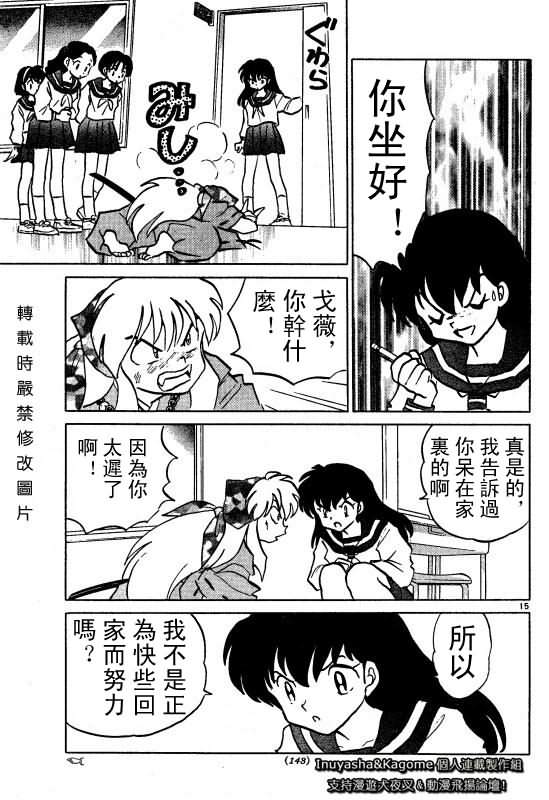 你坐好！
ぐわら
みし…
戈薇，
你幹什
麼！
真是的，
我告訴過
你呆在家
裏的啊
因為你
太遲了
啊！
15
所以
我不是正
為快些回
家而努力
嗎？
轉載時嚴禁修改圖片
(143)
Inuyasha&Kagome 個人連載製作組
支持漫遊犬夜叉 & 動漫飛揚論壇！